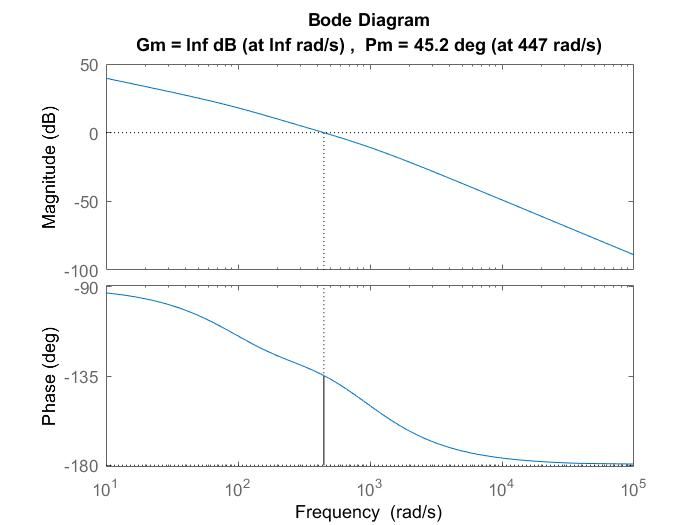 Bode Diagram
Gm = Inf dB (at Inf rad/s) , Pm = 45.2 deg (at 447 rad/s)
50
0
-50
-100
Magnitude (dB)
-90
-135
-180
Phase (deg)
10^1 10^2 10^3 10^4 10^5
Frequency (rad/s)